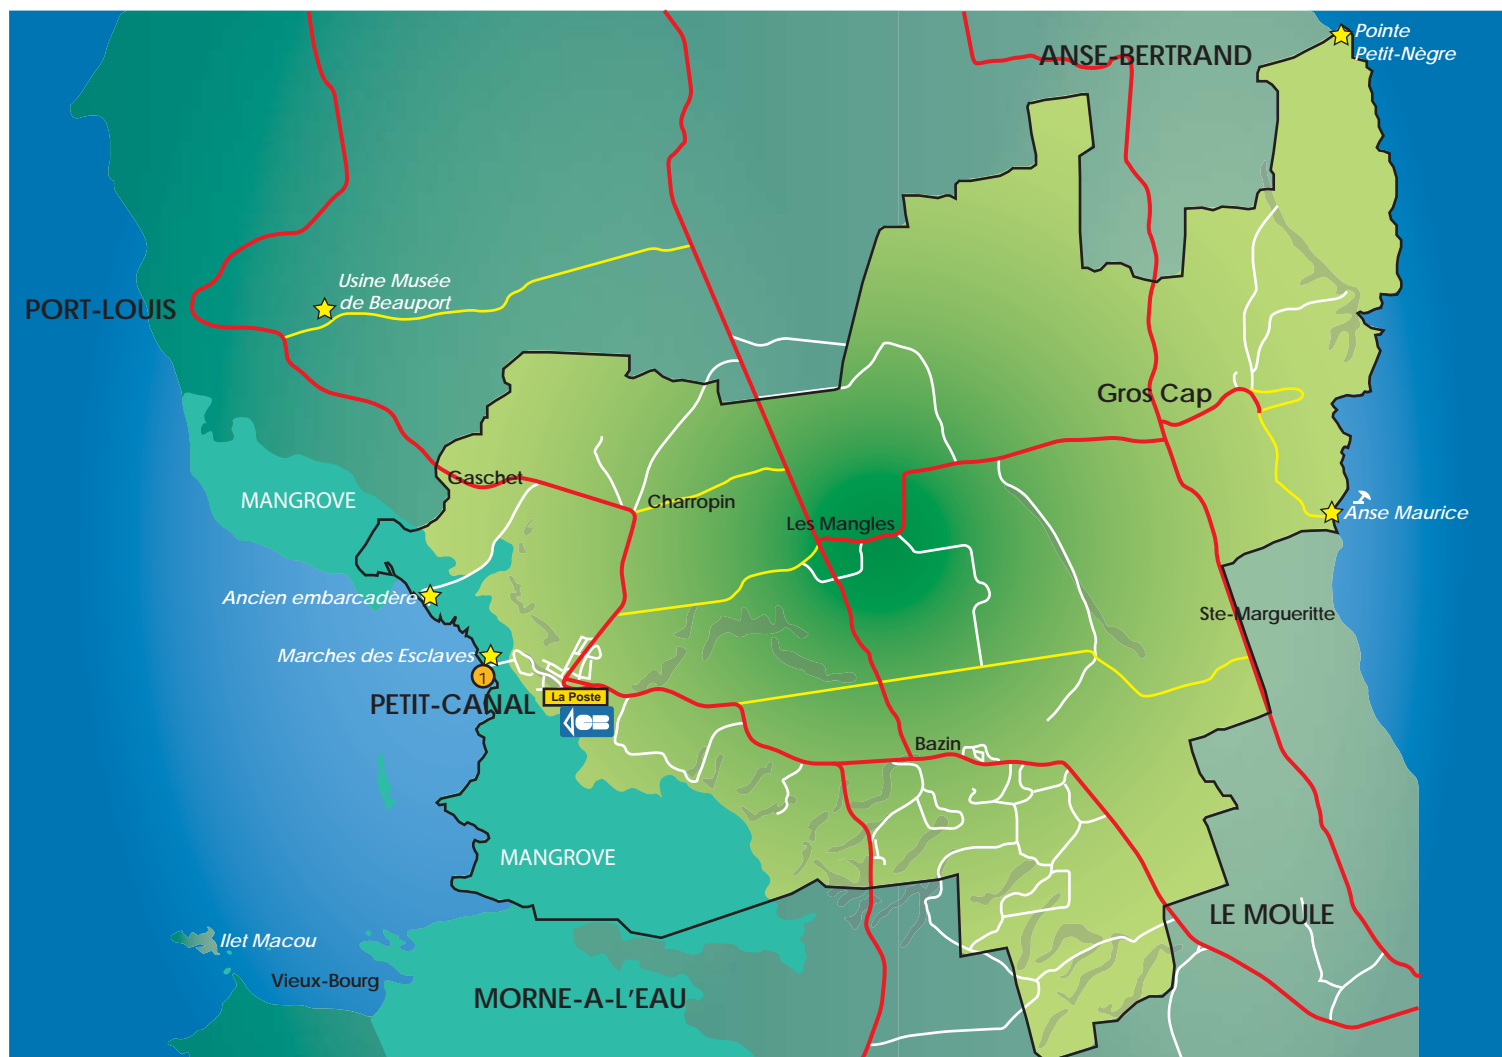 Pointe
Petit-Nègre
ANSE-BERTRAND
Usine Musée
de Beauport
PORT-LOUIS
Gros Cap
Gaschet
MANGROVE
Charropin
Les Mangles
Anse Maurice
Ancien embarcadère
Ste-Margueritte
Marches des Esclaves
1
PETIT-CANAL
La Poste
CB
Bazin
MANGROVE
LE MOULE
Ilet Macou
Vieux-Bourg
MORNE-A-L'EAU